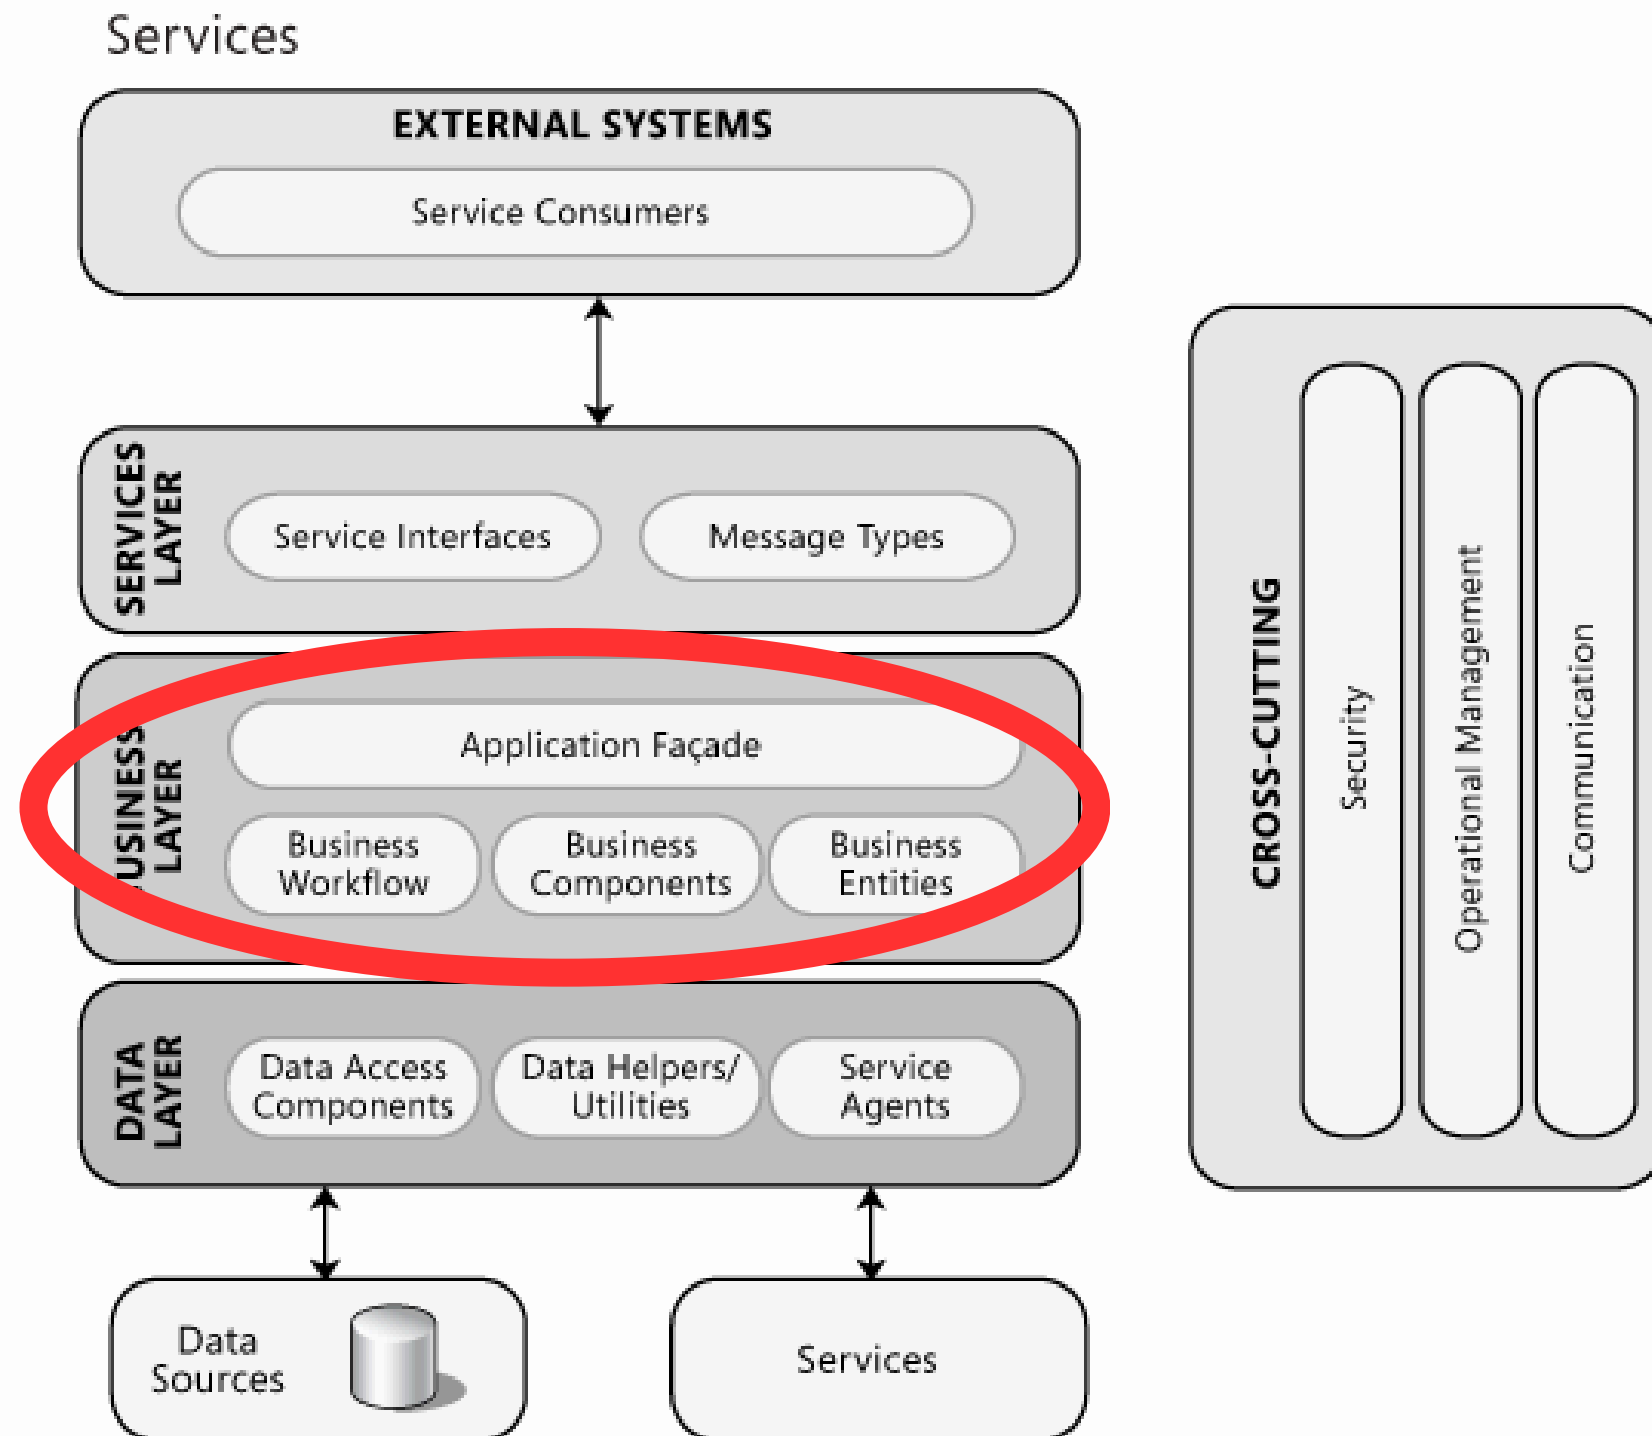 Services
EXTERNAL SYSTEMS
Service Consumers
SERVICES
LAYER
Service Interfaces
Message Types
BUSINESS
LAYER
Application Façade
Business
Workflow
Business
Components
Business
Entities
DATA
LAYER
Data Access
Components
Data Helpers/
Utilities
Service
Agents
Data
Sources
Services
CROSS-CUTTING
Security
Operational Management
Communication